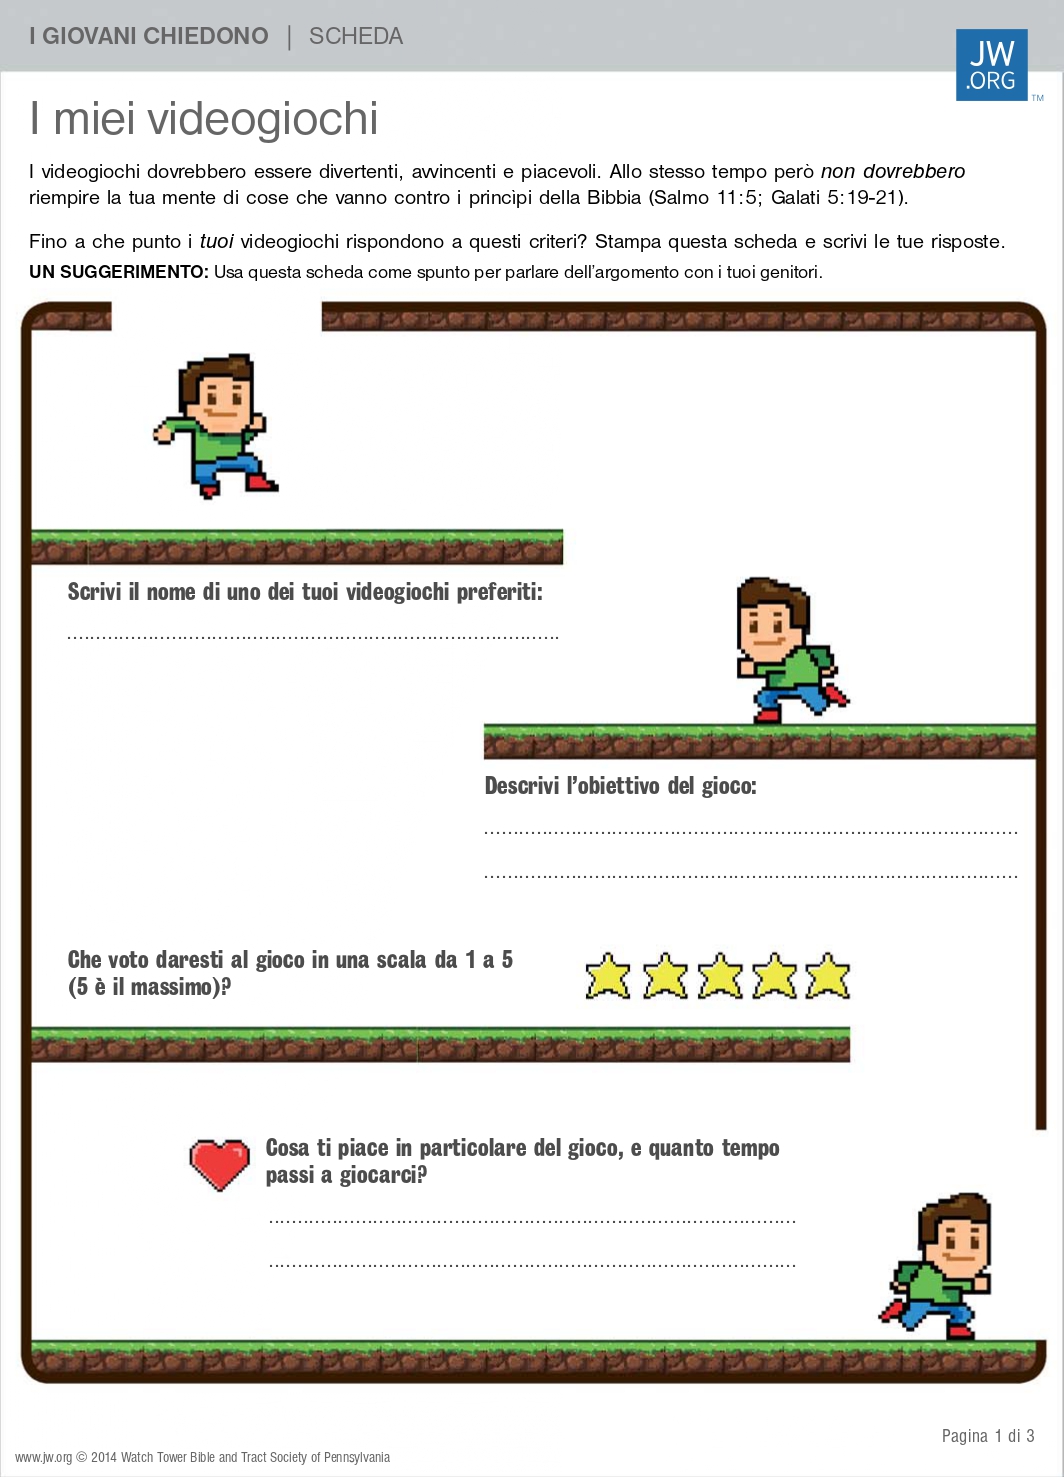 I GIOVANI CHIEDONO | SCHEDA
JW
.ORG
TM
I miei videogiochi
I videogiochi dovrebbero essere divertenti, avvincenti e piacevoli. Allo stesso tempo però non dovrebbero
riempire la tua mente di cose che vanno contro i princìpi della Bibbia (Salmo 11:5; Galati 5:19-21).
Fino a che punto i tuoi videogiochi rispondono a questi criteri? Stampa questa scheda e scrivi le tue risposte.
UN SUGGERIMENTO: Usa questa scheda come spunto per parlare dell'argomento con i tuoi genitori.
Scrivi il nome di uno dei tuoi videogiochi preferiti:
Descrivi l'obiettivo del gioco:
Che voto daresti al gioco in una scala da 1 a 5
(5 è il massimo)?
Cosa ti piace in particolare del gioco, e quanto tempo
passi a giocarci?
Pagina 1 di 3
www.jw.org © 2014 Watch Tower Bible and Tract Society of Pennsylvania